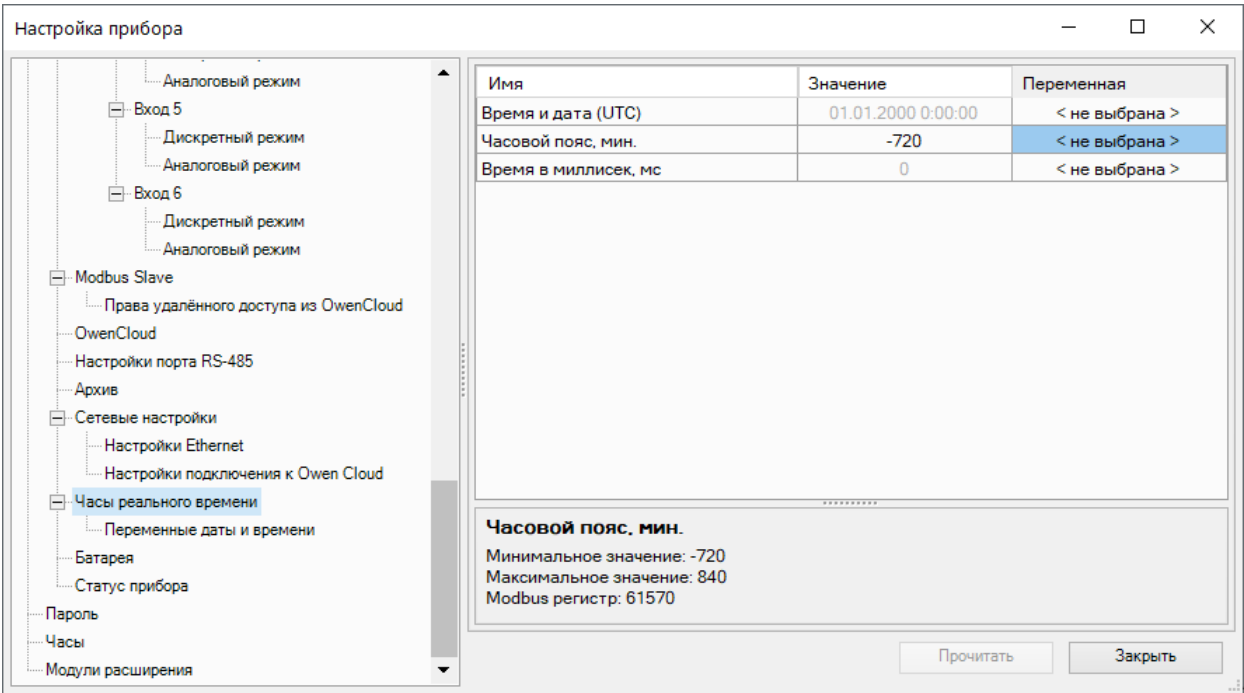 Настройка прибора
Аналоговый режим
Вход 5
Дискретный режим
Аналоговый режим
Вход 6
Дискретный режим
Аналоговый режим
Modbus Slave
Права удалённого доступа из OwenCloud
OwenCloud
Настройки порта RS-485
Архив
Сетевые настройки
Настройки Ethernet
Настройки подключения к Owen Cloud
Часы реального времени
Переменные даты и времени
Батарея
Статус прибора
Пароль
Часы
Модули расширения
Имя Значение Переменная
Время и дата (UTC) 01.01.2000 0:00:00 < не выбрана >
Часовой пояс, мин. -720 < не выбрана >
Время в миллисек, мс 0 < не выбрана >
Часовой пояс, мин.
Минимальное значение: -720
Максимальное значение: 840
Modbus регистр: 61570
Прочитать Закрыть